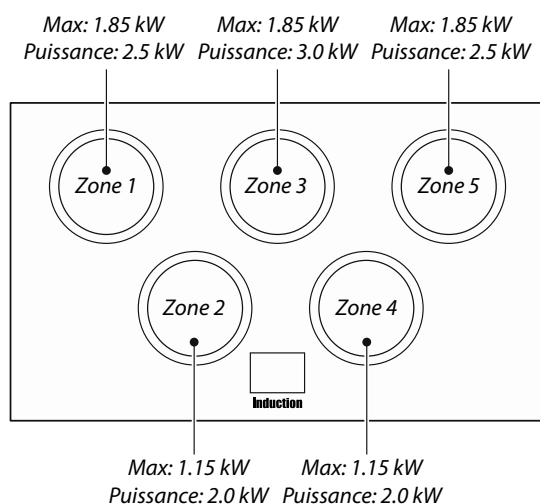 Max: 1.85 kW
Puissance: 2.5 kW
Max: 1.85 kW
Puissance: 3.0 kW
Max: 1.85 kW
Puissance: 2.5 kW
Zone 1
Zone 3
Zone 5
Zone 2
Zone 4
Induction
Max: 1.15 kW
Puissance: 2.0 kW
Max: 1.15 kW
Puissance: 2.0 kW